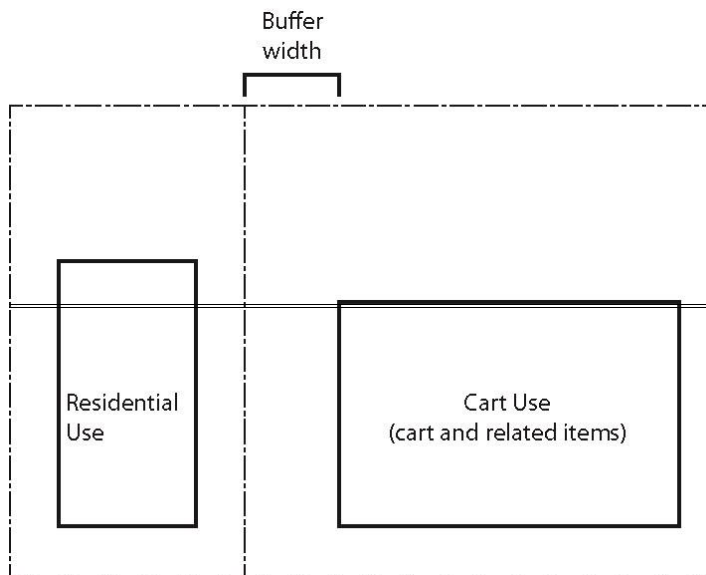 Buffer
width
Residential
Use
Cart Use
(cart and related items)